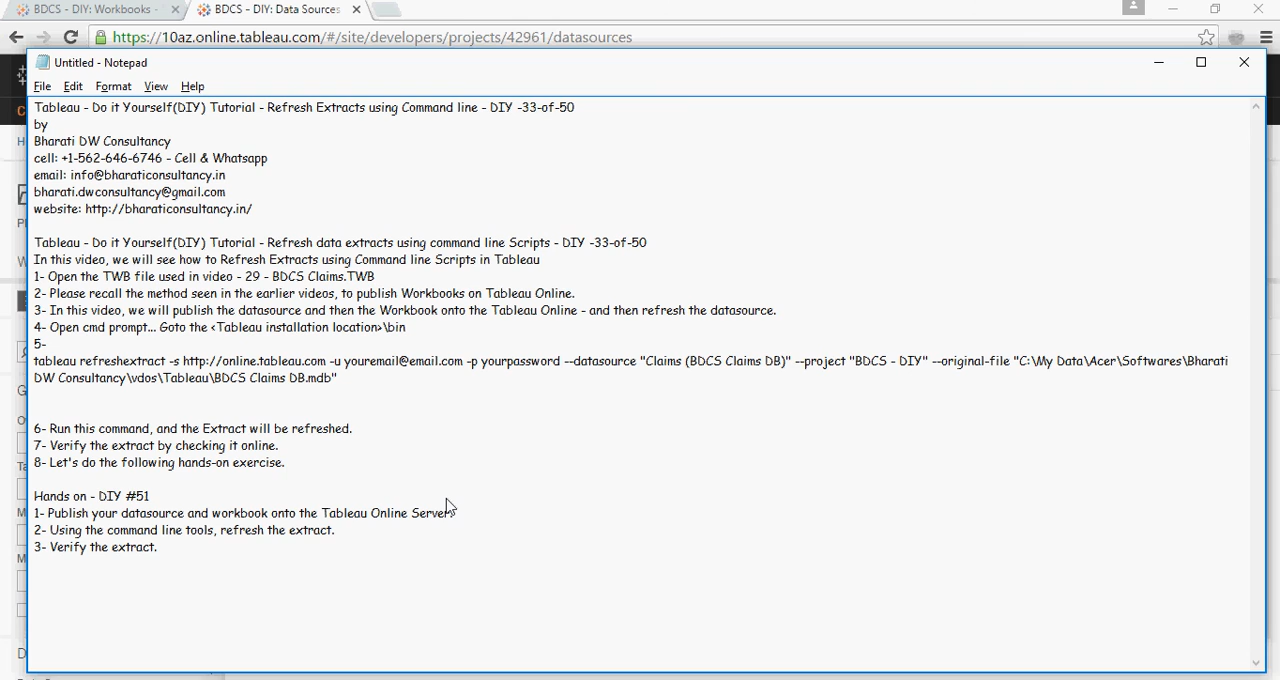 BDCS - DIY: Workbooks -
BDCS - DIY: Data Sources
https://10az.online.tableau.com/#/site/developers/projects/42961/datasources
Untitled - Notepad
File Edit Format View Help
Tableau - Do it Yourself(DIY) Tutorial - Refresh Extracts using Command line - DIY -33-of-50
by
Bharati DW Consultancy
cell: +1-562-646-6746 - Cell & Whatsapp
email: info@bharaticonsultancy.in
bharati.dwconsultancy@gmail.com
website: http://bharaticonsultancy.in/
Tableau - Do it Yourself(DIY) Tutorial - Refresh data extracts using command line Scripts - DIY -33-of-50
In this video, we will see how to Refresh Extracts using Command line Scripts in Tableau
1- Open the TWB file used in video - 29 - BDCS Claims.TWB
2- Please recall the method seen in the earlier videos, to publish Workbooks on Tableau Online.
3- In this video, we will publish the datasource and then the Workbook onto the Tableau Online - and then refresh the datasource.
4- Open cmd prompt... Goto the <Tableau installation location>\bin
5-
tableau refreshextract -s http://online.tableau.com -u youremail@email.com -p yourpassword --datasource "Claims (BDCS Claims DB)" --project "BDCS - DIY" --original-file "C:\My Data\Acer\Softwares\Bharati
DW Consultancy\vdos\Tableau\BDCS Claims DB.mdb"
6- Run this command, and the Extract will be refreshed.
7- Verify the extract by checking it online.
8- Let's do the following hands-on exercise.
Hands on - DIY #51
1- Publish your datasource and workbook onto the Tableau Online Server.
2- Using the command line tools, refresh the extract.
3- Verify the extract.